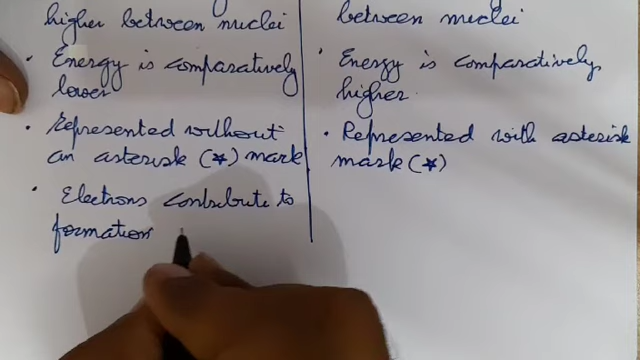 higher between nuclei
• Energy is comparatively
lower
• Represented without
an asterisk (*) mark
• Electrons contribute to
formation
between nuclei
• Energy is comparatively
higher.
• Represented with asterisk
mark (*)